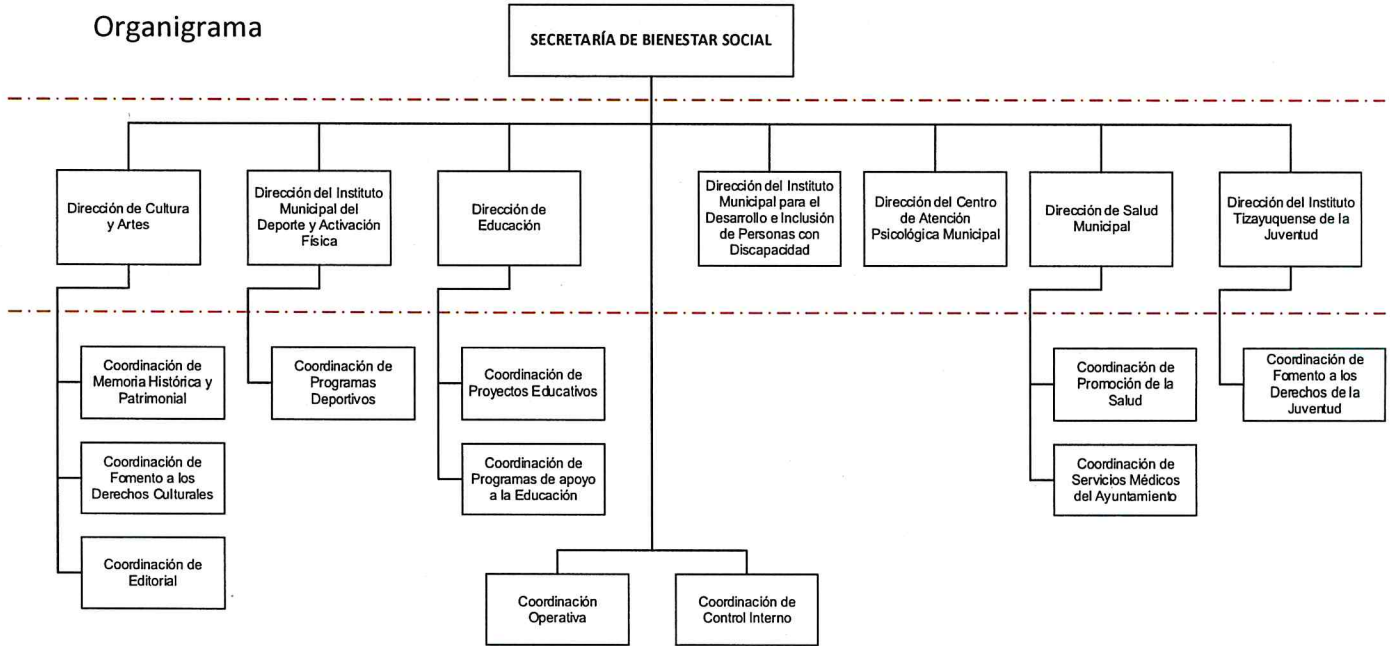 Organigrama
SECRETARÍA DE BIENESTAR SOCIAL
Dirección de Cultura
y Artes
Dirección del Instituto
Municipal del
Deporte y Activación
Física
Dirección de
Educación
Dirección del Instituto
Municipal para el
Desarrollo e Inclusión
de Personas con
Discapacidad
Dirección del Centro
de Atención
Psicológica Municipal
Dirección de Salud
Municipal
Dirección del Instituto
Tizayuquense de la
Juventud
Coordinación de
Memoria Histórica y
Patrimonial
Coordinación de
Programas
Deportivos
Coordinación de
Proyectos Educativos
Coordinación de
Promoción de la
Salud
Coordinación de
Fomento a los
Derechos de la
Juventud
Coordinación de
Fomento a los
Derechos Culturales
Coordinación de
Programas de apoyo
a la Educación
Coordinación de
Servicios Médicos
del Ayuntamiento
Coordinación de
Editorial
Coordinación
Operativa
Coordinación de
Control Interno